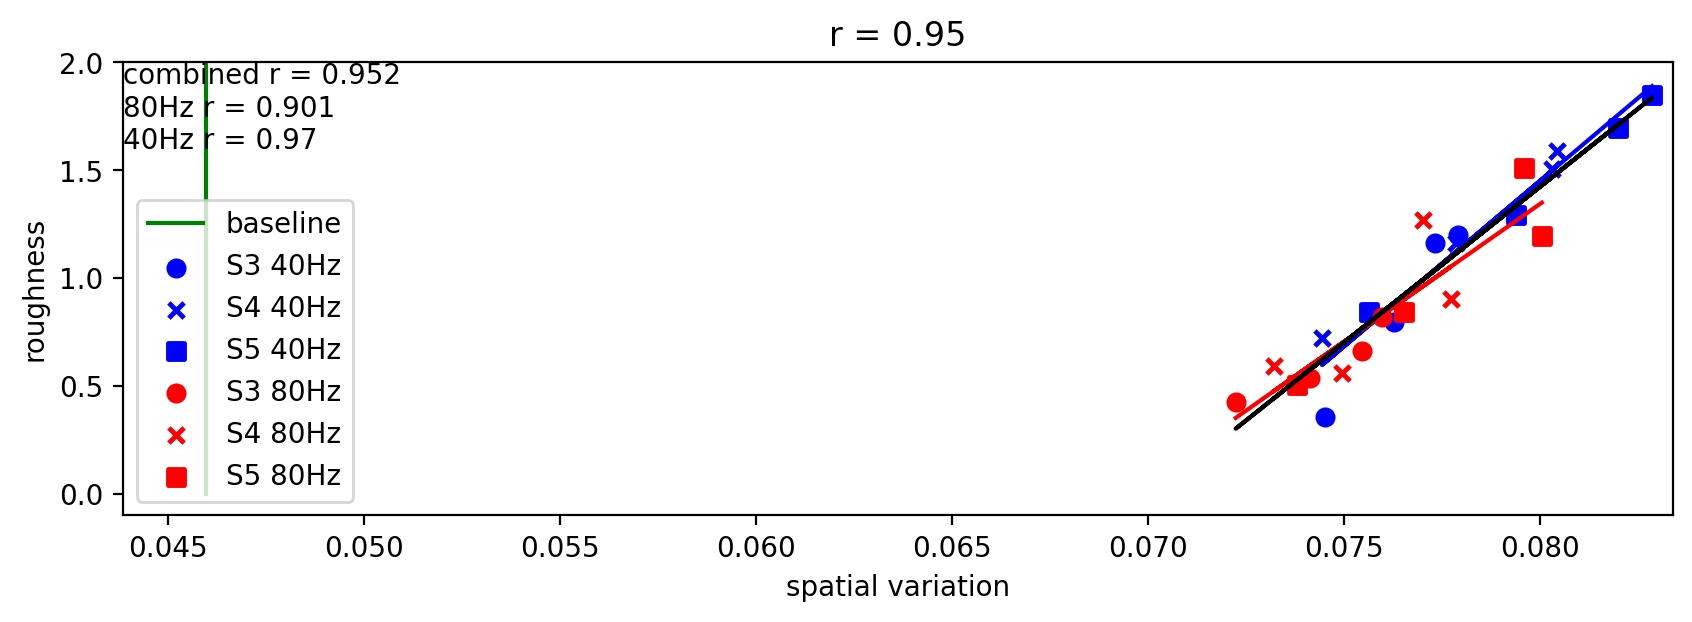 r = 0.95
combined r = 0.952
80Hz r = 0.901
40Hz r = 0.97
baseline
S3 40Hz
S4 40Hz
S5 40Hz
S3 80Hz
S4 80Hz
S5 80Hz
roughness
2.0
1.5
1.0
0.5
0.0
0.045 0.050 0.055 0.060 0.065 0.070 0.075 0.080
spatial variation